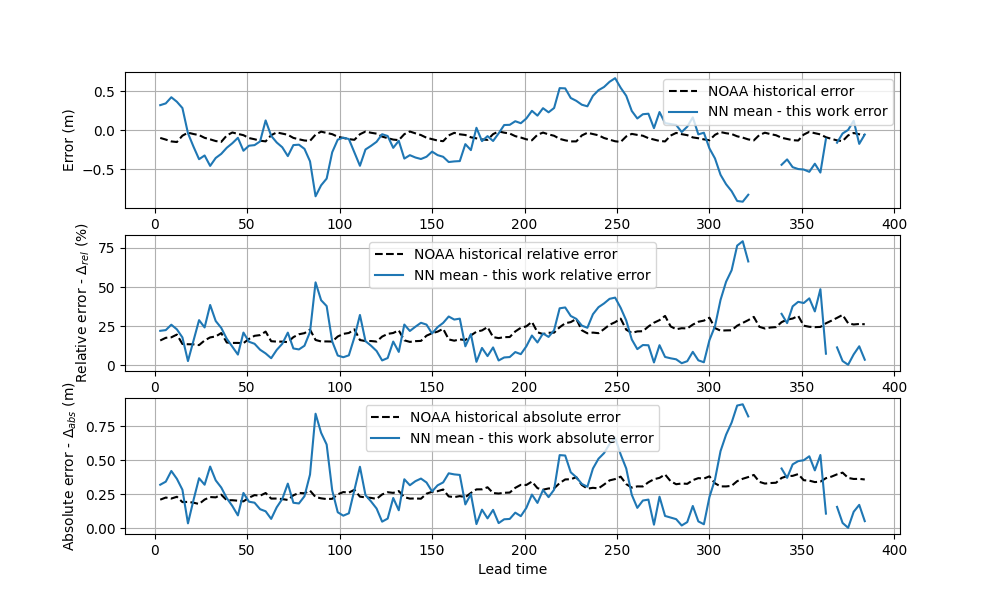 0.5
0.0
−0.5
Error (m)
NOAA historical error
NN mean - this work error
0 50 100 150 200 250 300 350 400
75
50
25
0
Relative error - Δrel (%)
NOAA historical relative error
NN mean - this work relative error
0 50 100 150 200 250 300 350 400
0.75
0.50
0.25
0.00
Absolute error - Δabs (m)
NOAA historical absolute error
NN mean - this work absolute error
0 50 100 150 200 250 300 350 400
Lead time